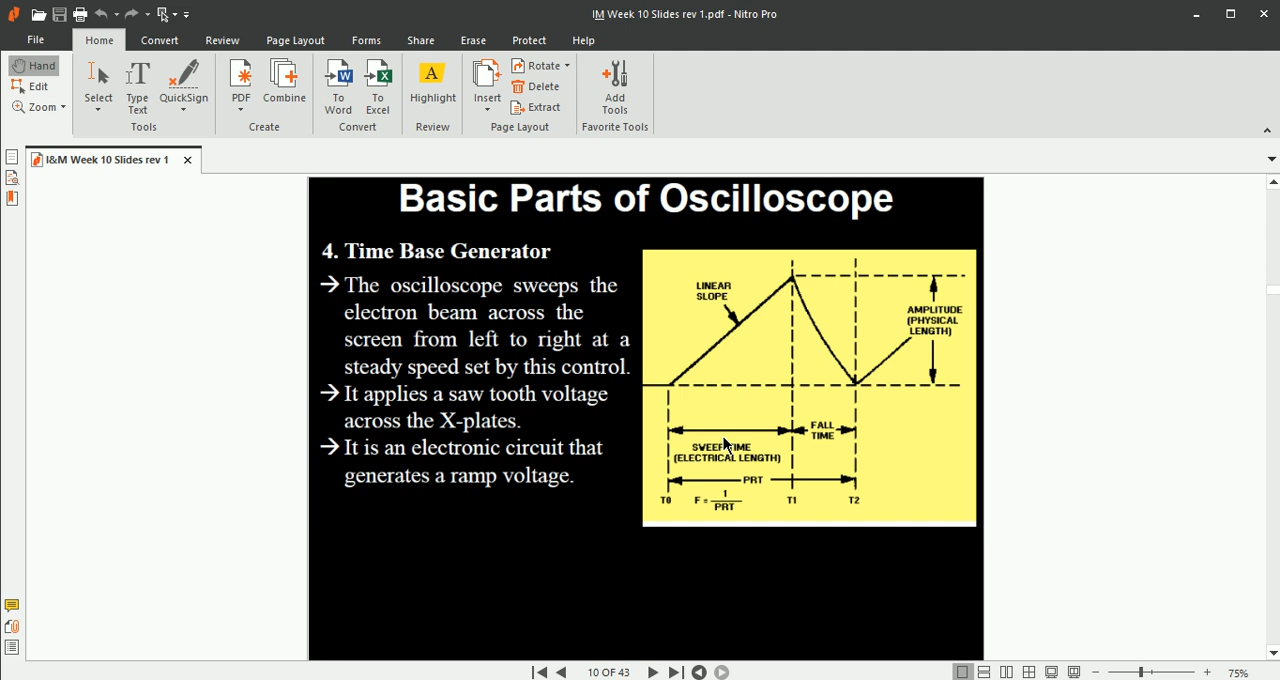 IM Week 10 Slides rev 1.pdf - Nitro Pro
File Home Convert Review Page Layout Forms Share Erase Protect Help
Hand
Edit
Zoom
Select
Type Text
QuickSign
Tools
PDF
Combine
Create
To Word
To Excel
Convert
A
Highlight
Review
Insert
Rotate
Delete
Extract
Page Layout
Add Tools
Favorite Tools
I&M Week 10 Slides rev 1
Basic Parts of Oscilloscope
4. Time Base Generator
→ The oscilloscope sweeps the
electron beam across the
screen from left to right at a
steady speed set by this control.
→ It applies a saw tooth voltage
across the X-plates.
→ It is an electronic circuit that
generates a ramp voltage.
LINEAR
SLOPE
AMPLITUDE
(PHYSICAL
LENGTH)
FALL
TIME
(ELECTRICAL LENGTH)
PRT
T0
F = 1/PRT
T1
T2
10 OF 43
75%